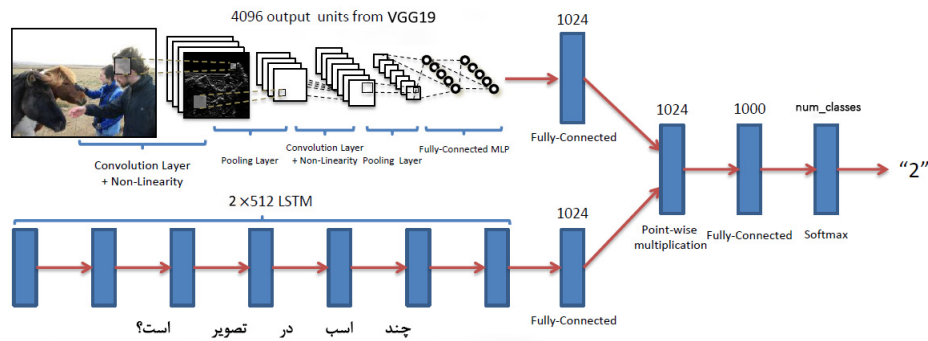 4096 output units from VGG19
1024
Fully-Connected
Convolution Layer
+ Non-Linearity
Pooling Layer
Convolution Layer
+ Non-Linearity
Pooling Layer
Fully-Connected MLP
2 ×512 LSTM
1024
Fully-Connected
چند اسب در تصویر است؟
1024
Point-wise
multiplication
1000
Fully-Connected
num_classes
Softmax
“2”